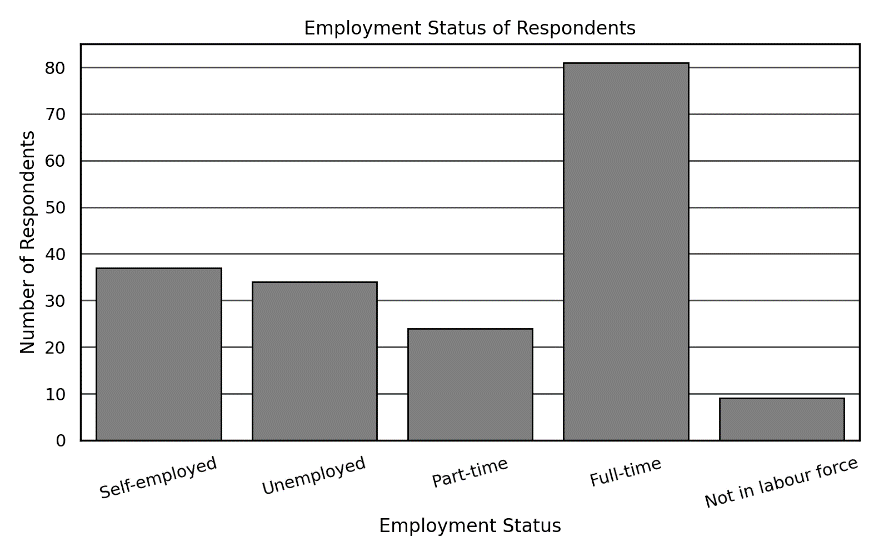 Employment Status of Respondents
Number of Respondents
80
70
60
50
40
30
20
10
0
Self-employed
Unemployed
Part-time
Full-time
Not in labour force
Employment Status